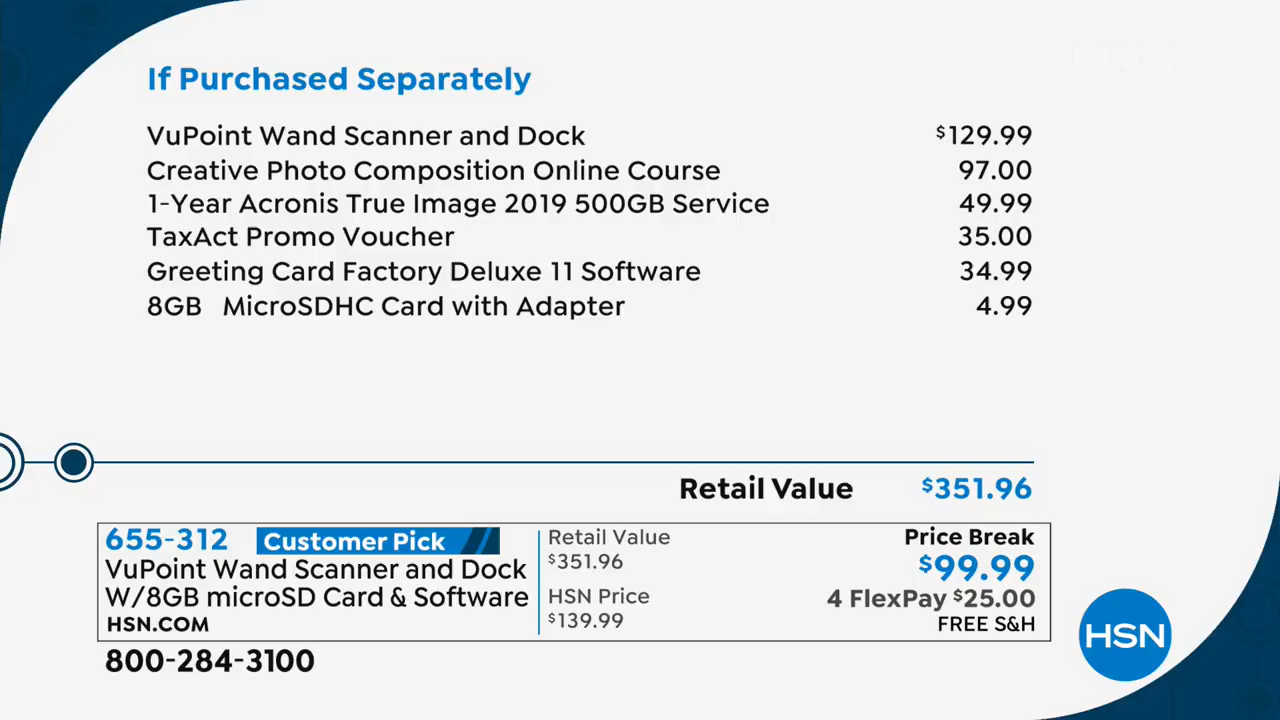 LIVE
If Purchased Separately
VuPoint Wand Scanner and Dock $129.99
Creative Photo Composition Online Course 97.00
1-Year Acronis True Image 2019 500GB Service 49.99
TaxAct Promo Voucher 35.00
Greeting Card Factory Deluxe 11 Software 34.99
8GB MicroSDHC Card with Adapter 4.99
Retail Value $351.96
655-312 Customer Pick
VuPoint Wand Scanner and Dock
W/8GB microSD Card & Software
HSN.COM
Retail Value
$351.96
HSN Price
$139.99
Price Break
$99.99
4 FlexPay $25.00
FREE S&H
HSN
800-284-3100